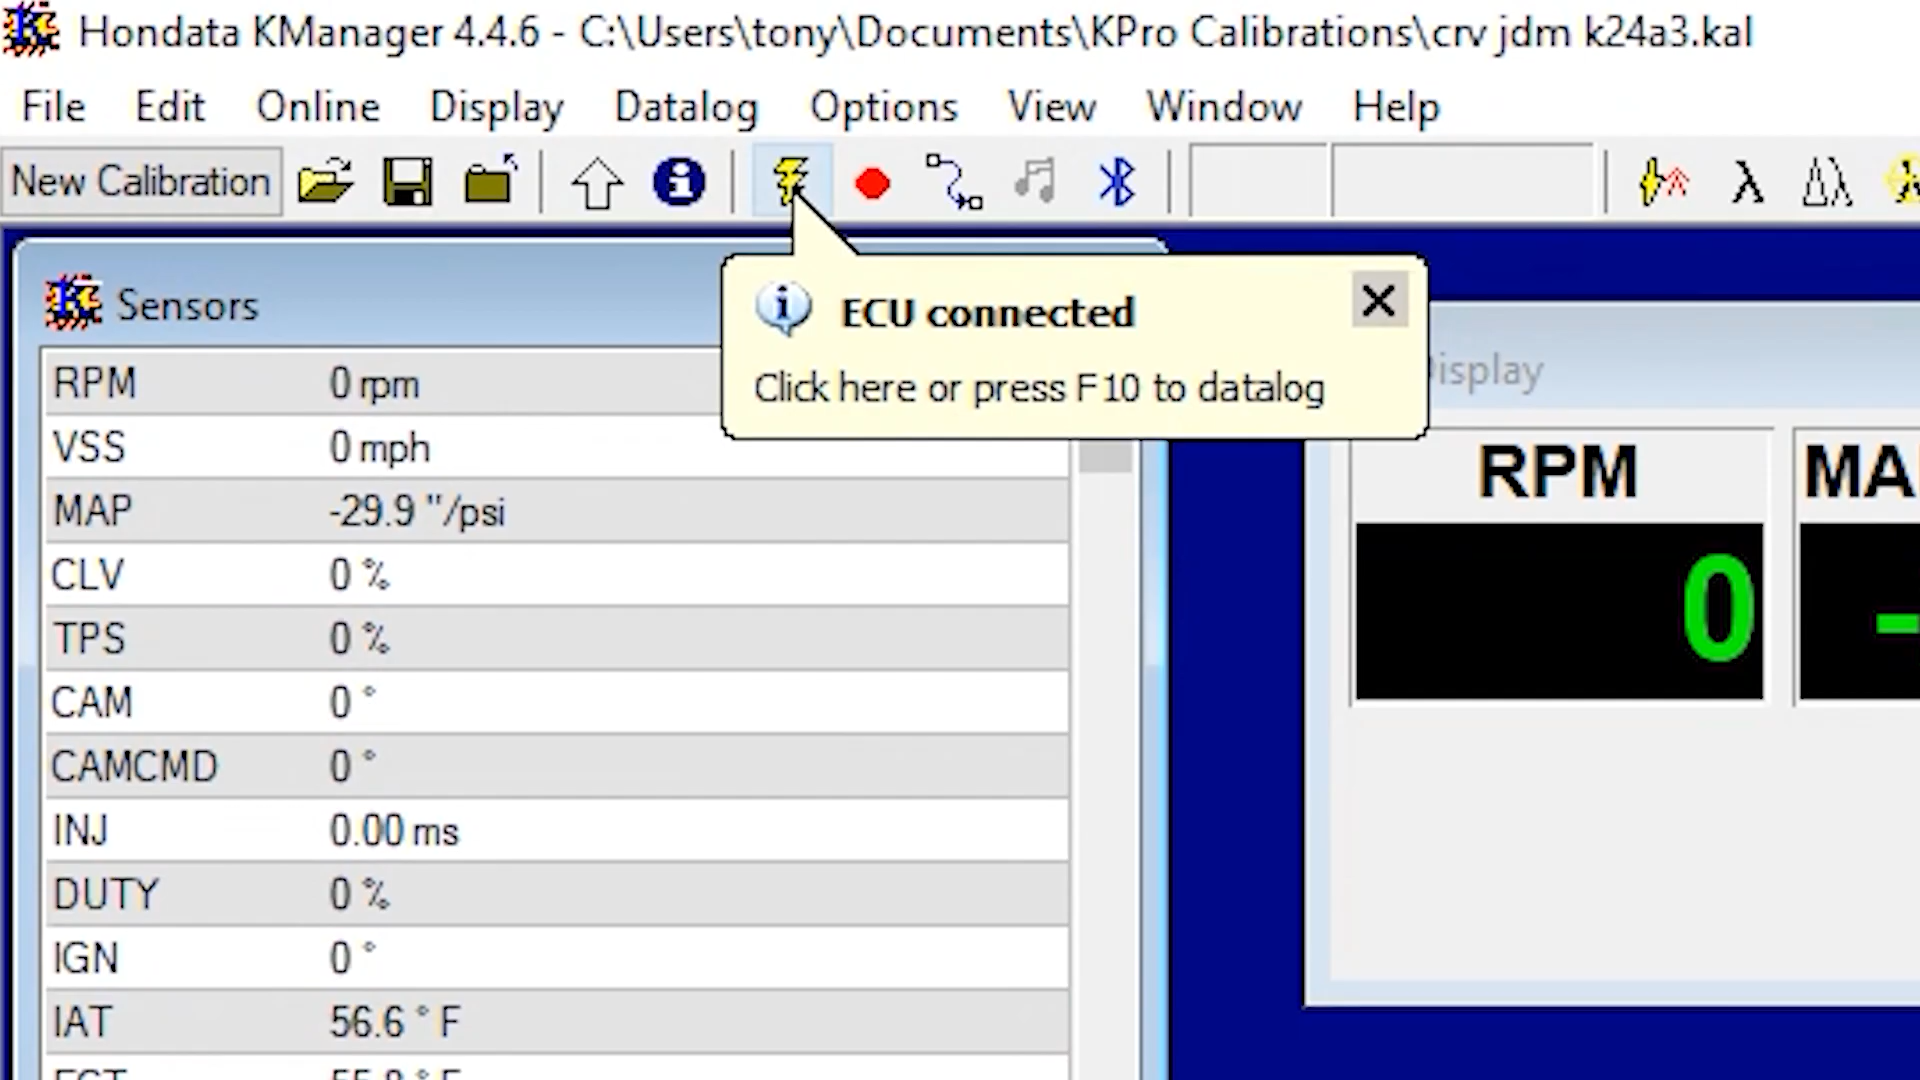 Hondata KManager 4.4.6 - C:\Users\tony\Documents\KPro Calibrations\crv jdm k24a3.kal
File Edit Online Display Datalog Options View Window Help
New Calibration
Sensors
ECU connected
Click here or press F10 to datalog
isplay
RPM 0 rpm
VSS 0 mph
MAP -29.9 "/psi
CLV 0 %
TPS 0 %
CAM 0 °
CAMCMD 0 °
INJ 0.00 ms
DUTY 0 %
IGN 0 °
IAT 56.6 ° F
RPM
0
MA
-